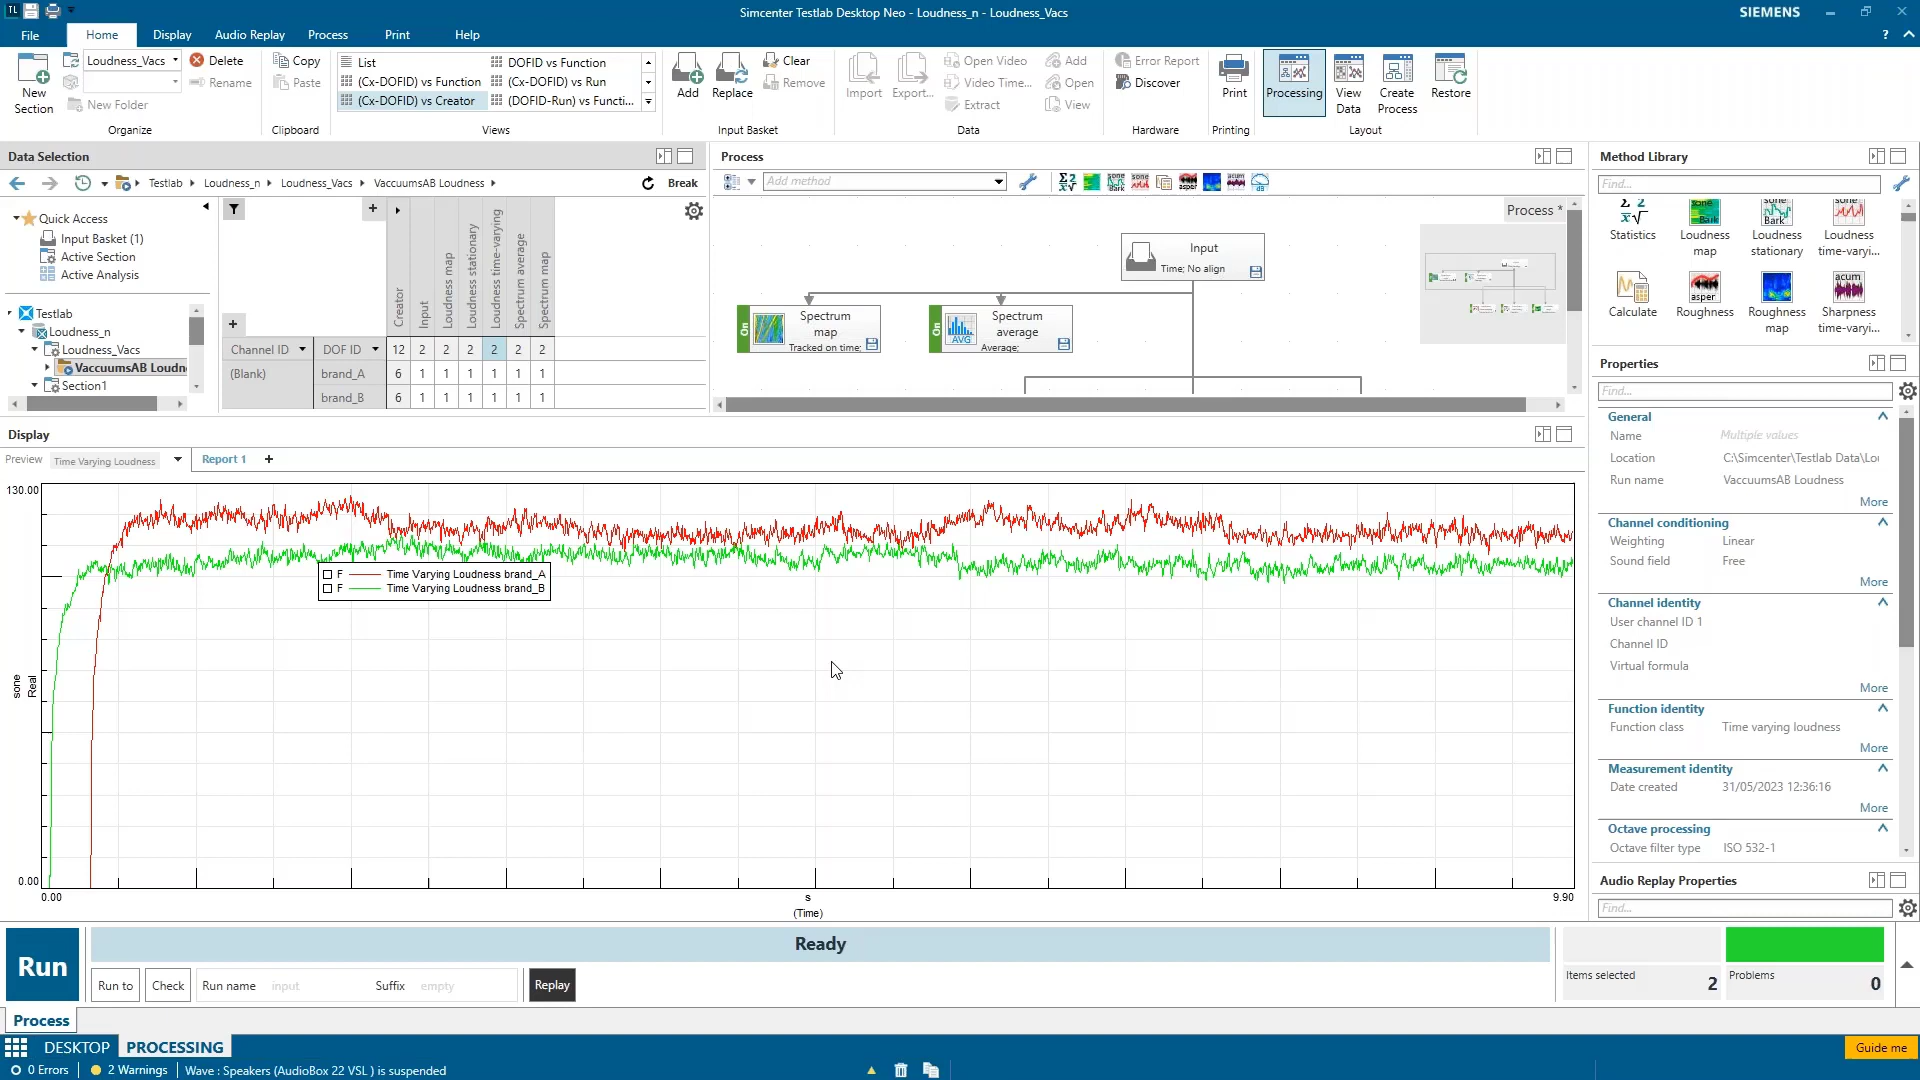 TL
Simcenter Testlab Desktop Neo - Loudness_n - Loudness_Vacs
SIEMENS
File
Home
Display
Audio Replay
Process
Print
Help
New Section
Loudness_Vacs
Delete
Rename
New Folder
Organize
Copy
Paste
Clipboard
List
DOFID vs Function
(Cx-DOFID) vs Function
(Cx-DOFID) vs Run
(Cx-DOFID) vs Creator
(DOFID-Run) vs Functi...
Views
Add
Replace
Clear
Remove
Input Basket
Import
Export...
Open Video
Video Time...
Extract
Add
Open
View
Data
Error Report
Discover
Hardware
Print
Printing
Processing
View Data
Create Process
Restore
Layout
Data Selection
Testlab
Loudness_n
Loudness_Vacs
VaccuumsAB Loudness
Break
Quick Access
Input Basket (1)
Active Section
Active Analysis
Testlab
Loudness_n
Loudness_Vacs
VaccuumsAB Loudn
Section1
Creator
Input
Loudness map
Loudness stationary
Loudness time-varying
Spectrum average
Spectrum map
Channel ID
DOF ID
12 2 2 2 2 2 2
(Blank)
brand_A
6 1 1 1 1 1 1
brand_B
6 1 1 1 1 1 1
Process
Add method
Process *
Input
Time; No align
On
Spectrum map
Tracked on time;
On
AVG
Spectrum average
Average;
Method Library
Find...
Statistics
Loudness map
Loudness stationary
Loudness time-varyi...
Calculate
asper
Roughness
Roughness map
acum
Sharpness time-varyi...
Properties
Find...
General
Name
Multiple values
Location
C:\Simcenter\Testlab Data\Lo
Run name
VaccuumsAB Loudness
More
Channel conditioning
Weighting
Linear
Sound field
Free
More
Channel identity
User channel ID 1
Channel ID
Virtual formula
More
Function identity
Function class
Time varying loudness
More
Measurement identity
Date created
31/05/2023 12:36:16
More
Octave processing
Octave filter type
ISO 532-1
Audio Replay Properties
Find...
Display
Preview
Time Varying Loudness
Report 1
130.00
sone
Real
0.00
F Time Varying Loudness brand_A
F Time Varying Loudness brand_B
0.00
s
(Time)
9.90
Run
Ready
Run to
Check
Run name
input
Suffix
empty
Replay
Items selected
2
Problems
0
Process
DESKTOP
PROCESSING
Guide me
0 Errors
2 Warnings
Wave : Speakers (AudioBox 22 VSL ) is suspended